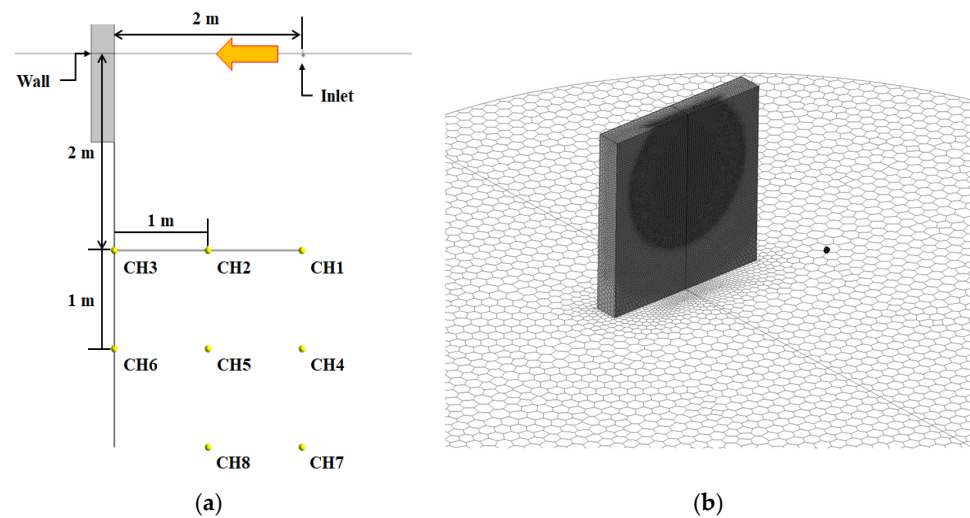 2 m
Wall
Inlet
2 m
1 m
CH3
CH2
CH1
1 m
CH6
CH5
CH4
CH8
CH7
(a)
(b)